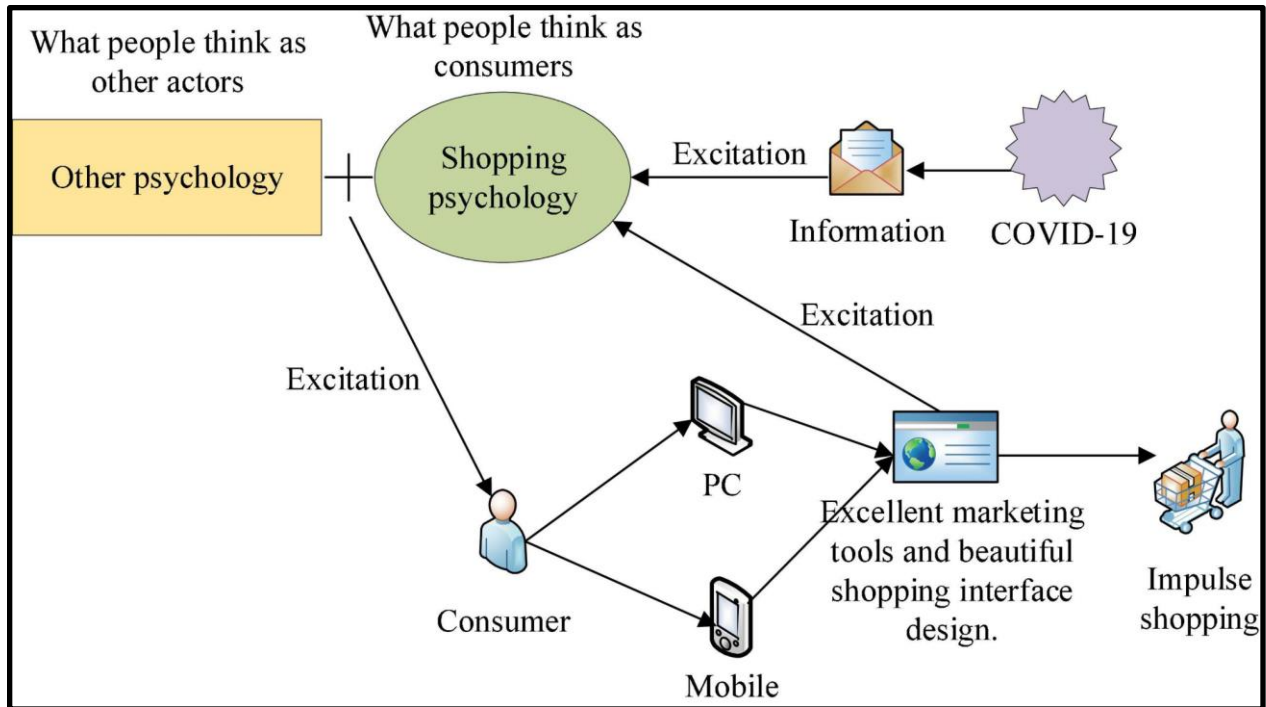 What people think as
other actors
What people think as
consumers
Other psychology
Shopping
psychology
Excitation
Information
COVID-19
Excitation
Excitation
PC
Consumer
Mobile
Excellent marketing
tools and beautiful
shopping interface
design.
Impulse
shopping